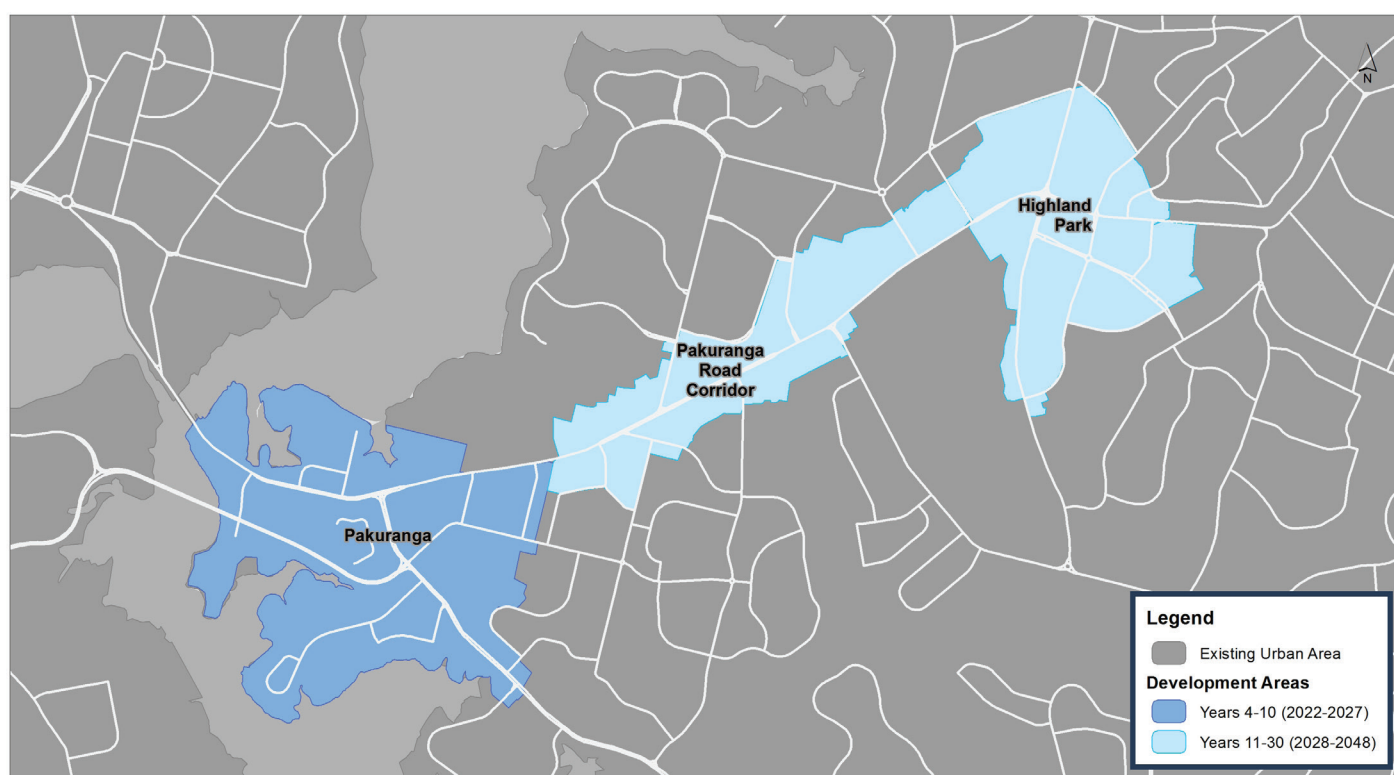 N
Highland
Park
Pakuranga
Road
Corridor
Pakuranga
Legend
Existing Urban Area
Development Areas
Years 4-10 (2022-2027)
Years 11-30 (2028-2048)